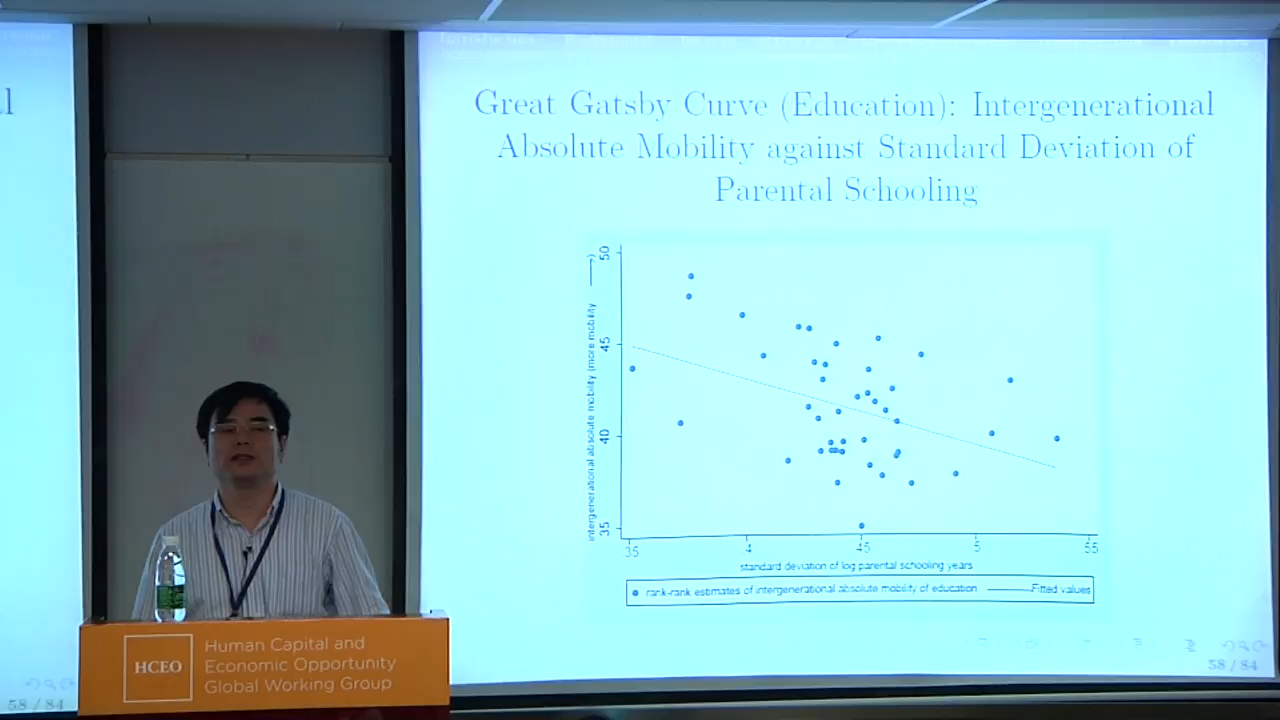 l
Great Gatsby Curve (Education): Intergenerational
Absolute Mobility against Standard Deviation of
Parental Schooling
intergenerational absolute mobility (more mobility ⟶)
50
45
40
35
.35
.4
.45
.5
.55
standard deviation of log parental schooling years
rank-rank estimates of intergenerational absolute mobility of education
Fitted values
58 / 84
58 / 84
HCEO
Human Capital and
Economic Opportunity
Global Working Group